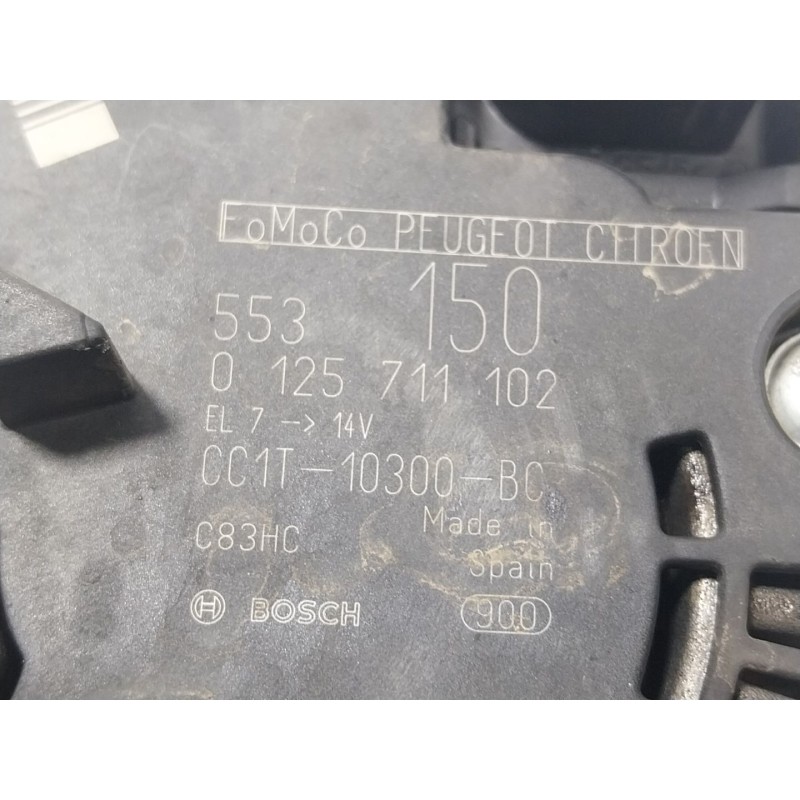 FoMoCo PEUGEOT CITROEN
553 150
0 125 711 102
EL 7 -> 14V
CC1T-10300-BC
Made in
C83HC
Spain
BOSCH 900